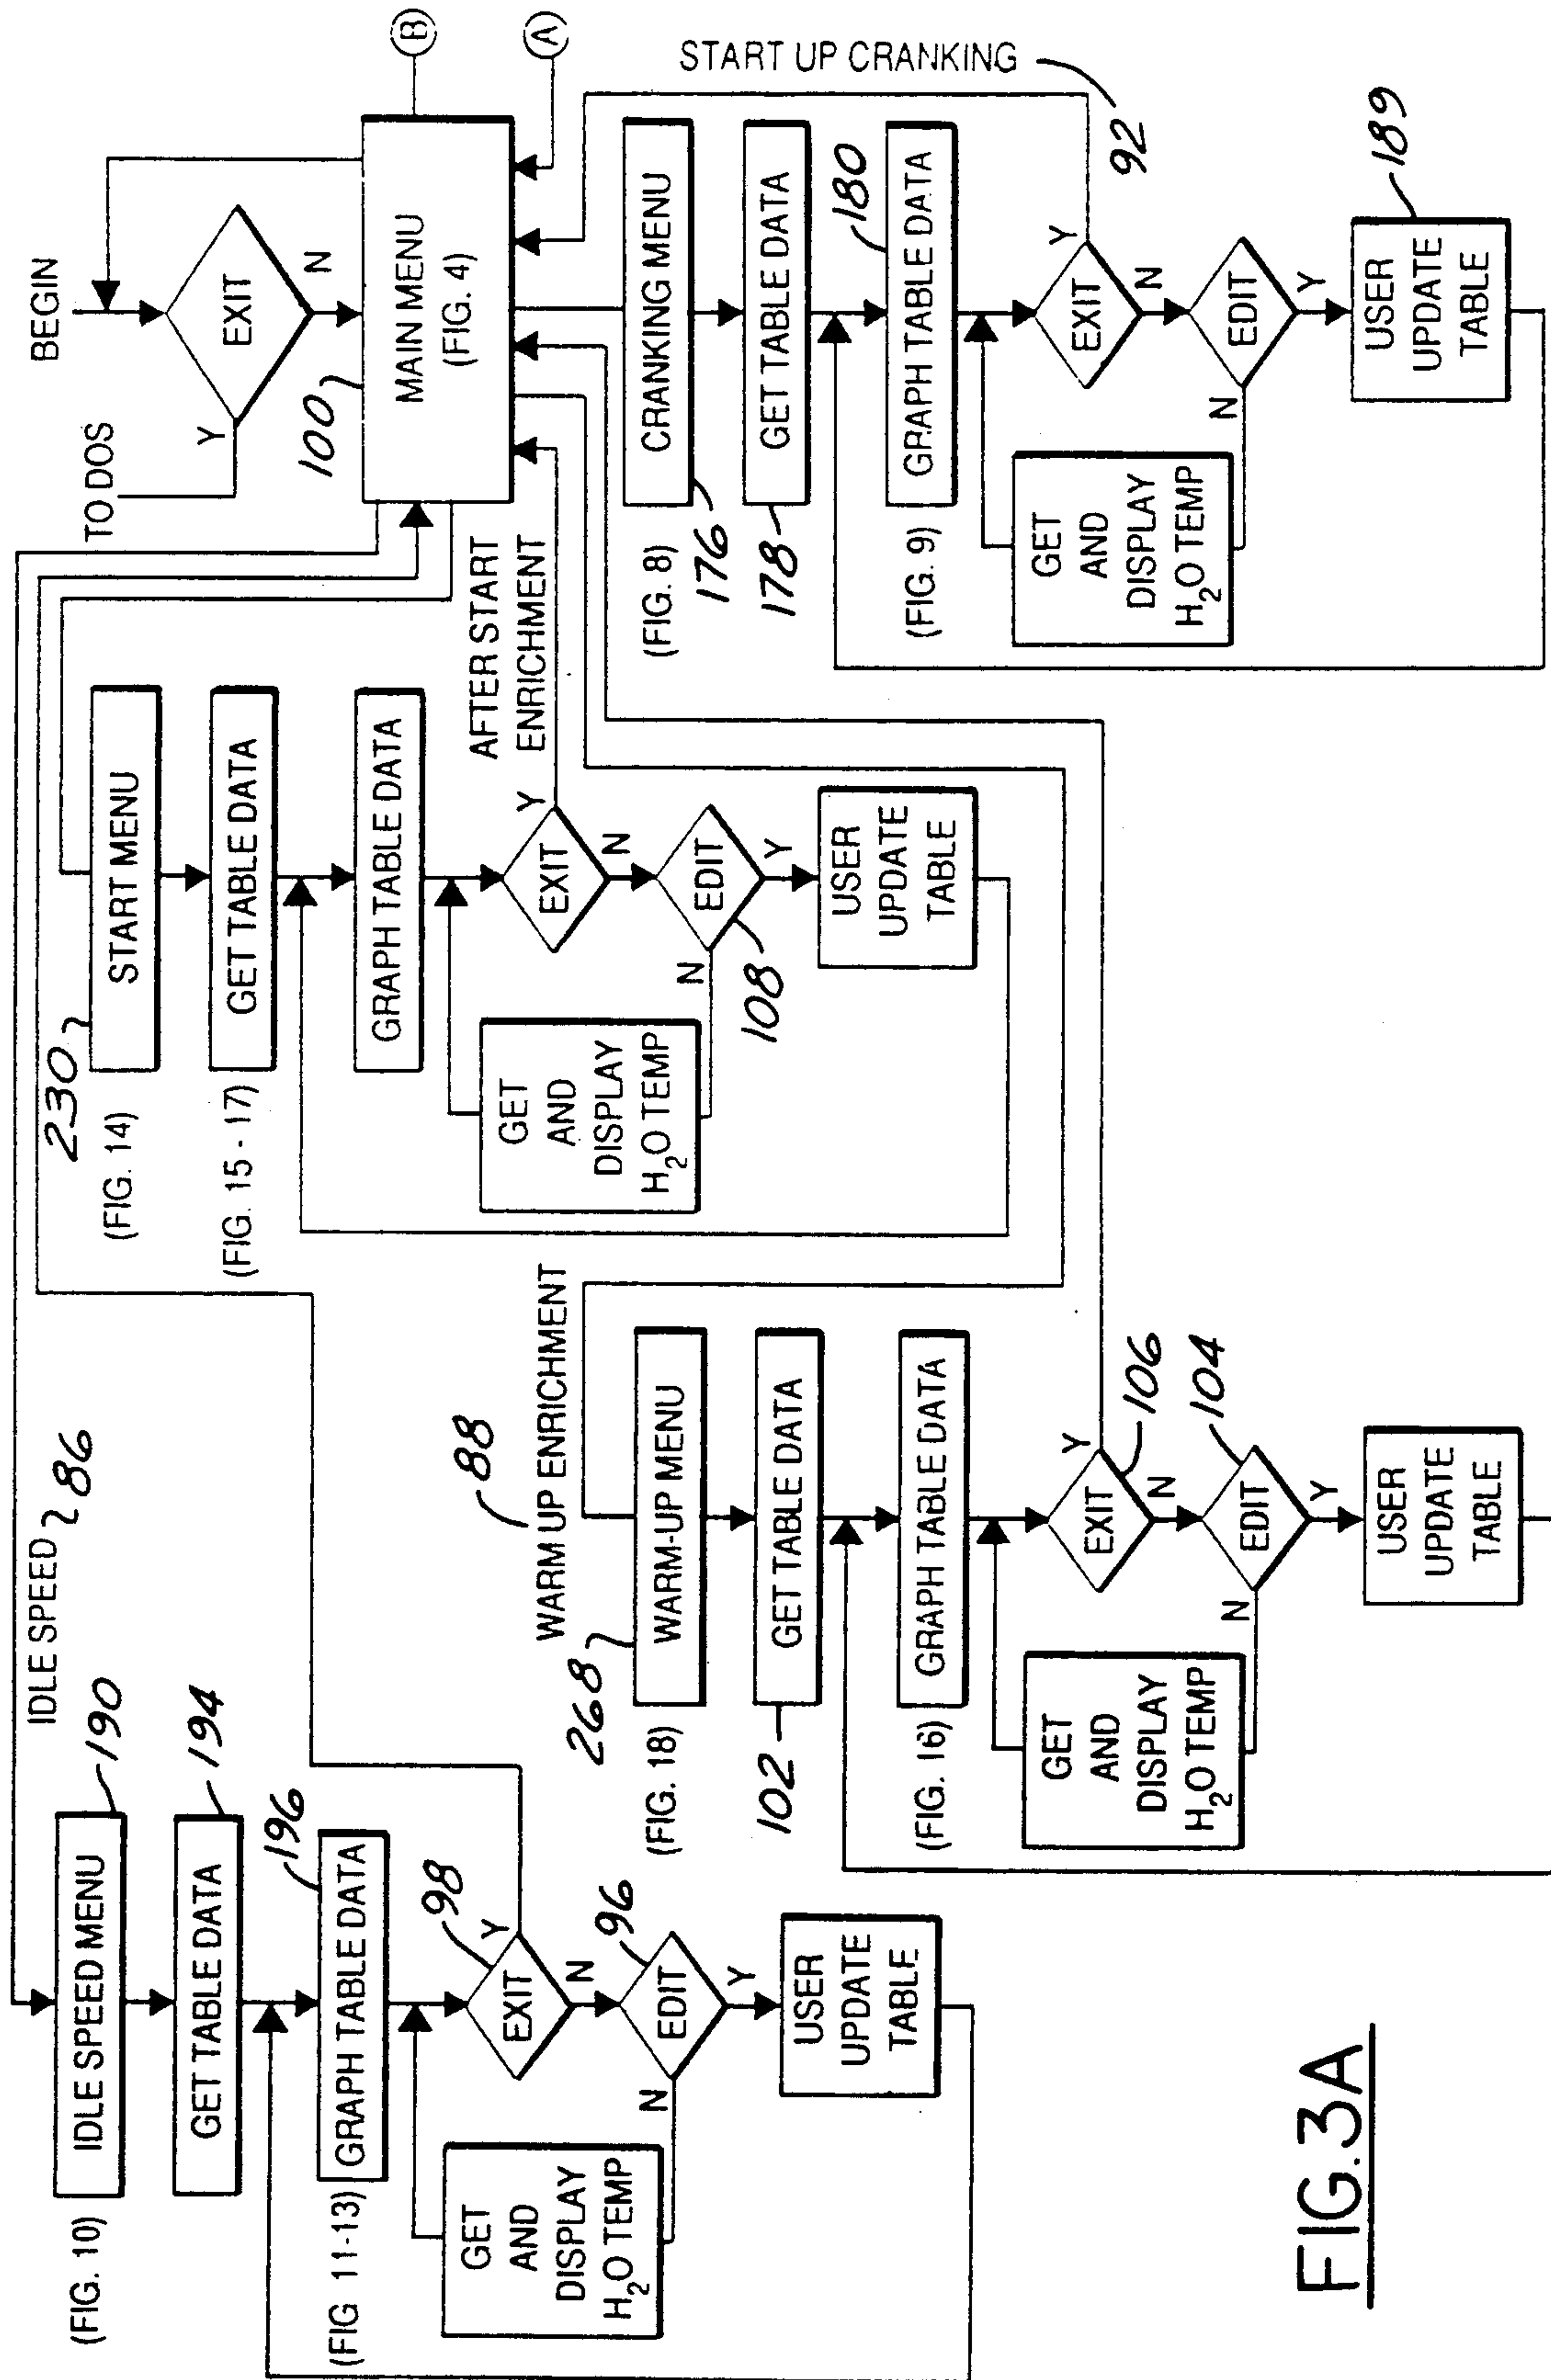 BEGIN
TO DOS
EXIT
Y
N
100
MAIN MENU
(FIG. 4)
B
A
IDLE SPEED
86
IDLE SPEED MENU
190
(FIG. 10)
GET TABLE DATA
194
196
(FIG 11-13)
GRAPH TABLE DATA
98
EXIT
Y
N
96
EDIT
N
Y
GET
AND
DISPLAY
H₂O TEMP
USER
UPDATE
TABLE
88
WARM UP ENRICHMENT
268
WARM-UP MENU
(FIG. 18)
GET TABLE DATA
102
(FIG. 16)
GRAPH TABLE DATA
EXIT
106
Y
N
EDIT
104
N
Y
GET
AND
DISPLAY
H₂O TEMP
USER
UPDATE
TABLE
230
START MENU
(FIG. 14)
GET TABLE DATA
(FIG. 15 - 17)
GRAPH TABLE DATA
AFTER START
ENRICHMENT
EXIT
Y
N
EDIT
108
N
Y
GET
AND
DISPLAY
H₂O TEMP
USER
UPDATE
TABLE
START UP CRANKING
92
CRANKING MENU
(FIG. 8)
176
GET TABLE DATA
178
180
GRAPH TABLE DATA
(FIG. 9)
EXIT
Y
N
EDIT
N
Y
GET
AND
DISPLAY
H₂O TEMP
USER
UPDATE
TABLE
189
FIG.3A